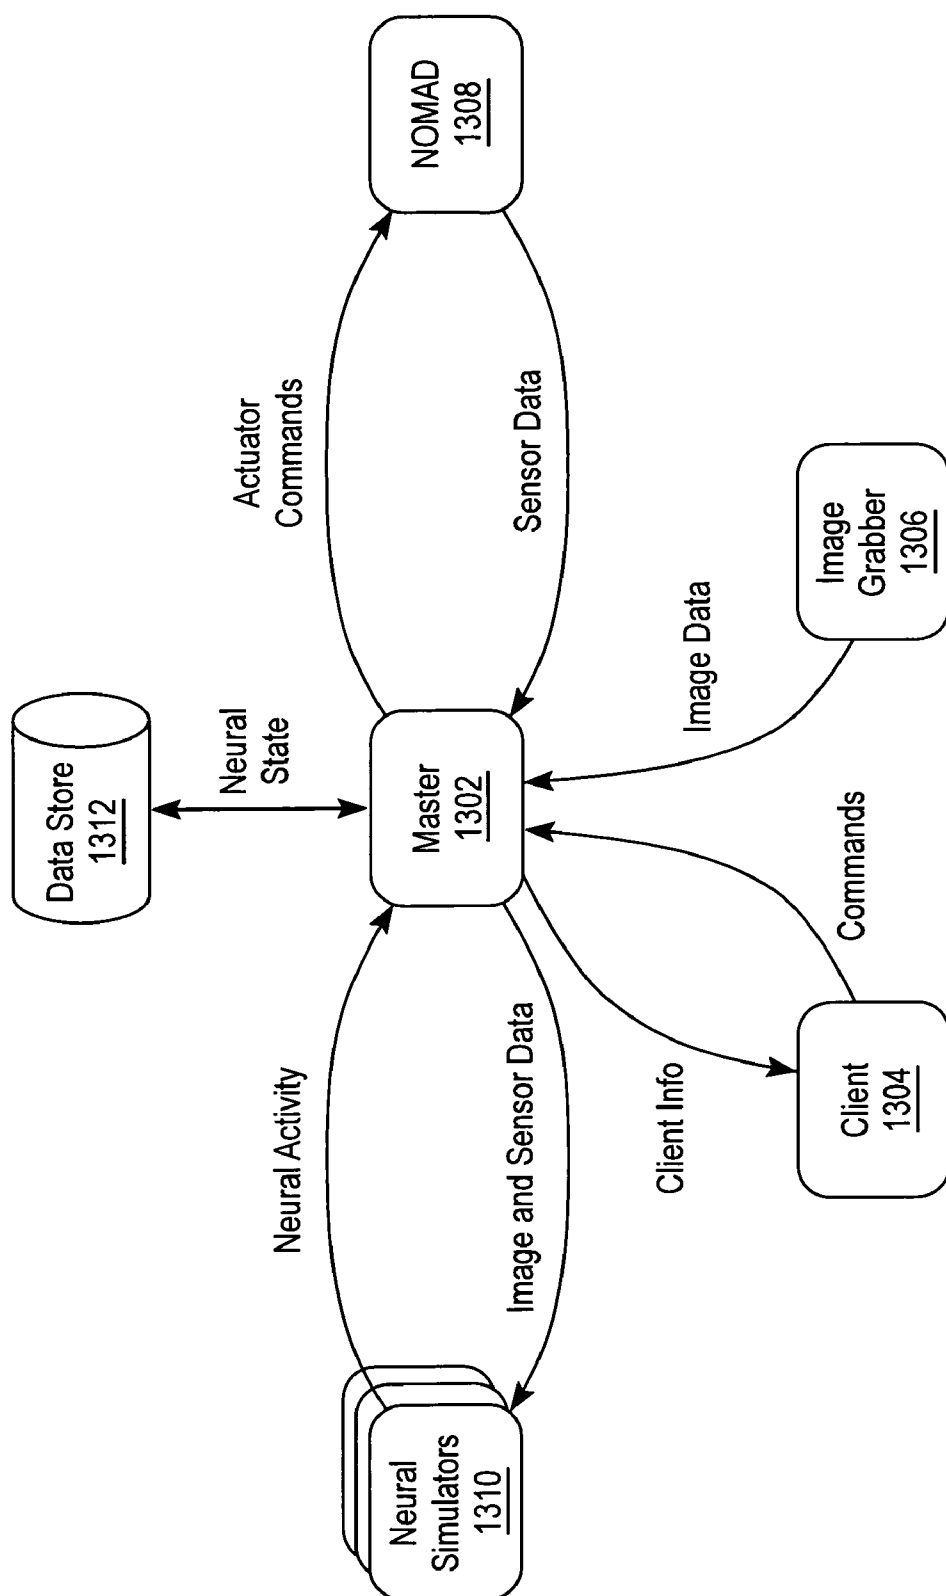 Data Store
1312
Neural
State
Neural Activity
Actuator
Commands
Neural
Simulators
1310
Master
1302
NOMAD
1308
Image and Sensor Data
Sensor Data
Client Info
Image Data
Commands
Client
1304
Image
Grabber
1306